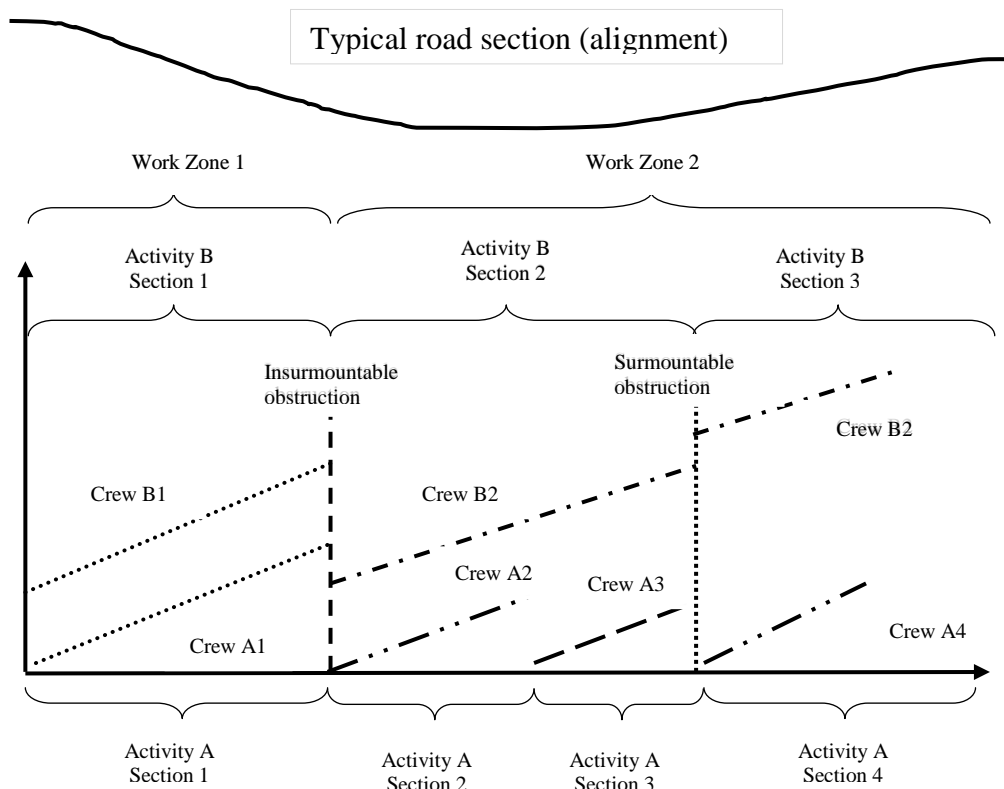 Typical road section (alignment)
Work Zone 1
Work Zone 2
Activity B
Section 1
Activity B
Section 2
Activity B
Section 3
Insurmountable
obstruction
Surmountable
obstruction
Crew B1
Crew B2
Crew B2
Crew A2
Crew A3
Crew A1
Crew A4
Activity A
Section 1
Activity A
Section 2
Activity A
Section 3
Activity A
Section 4